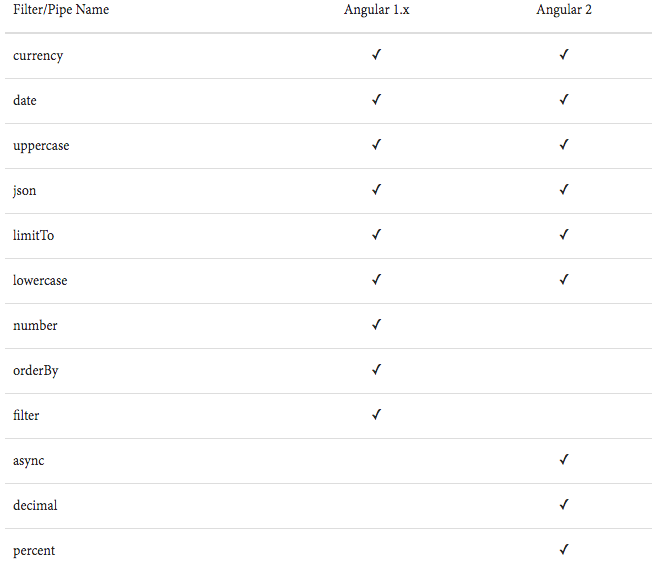 Filter/Pipe Name Angular 1.x Angular 2
currency ✓ ✓
date ✓ ✓
uppercase ✓ ✓
json ✓ ✓
limitTo ✓ ✓
lowercase ✓ ✓
number ✓
orderBy ✓
filter ✓
async ✓
decimal ✓
percent ✓